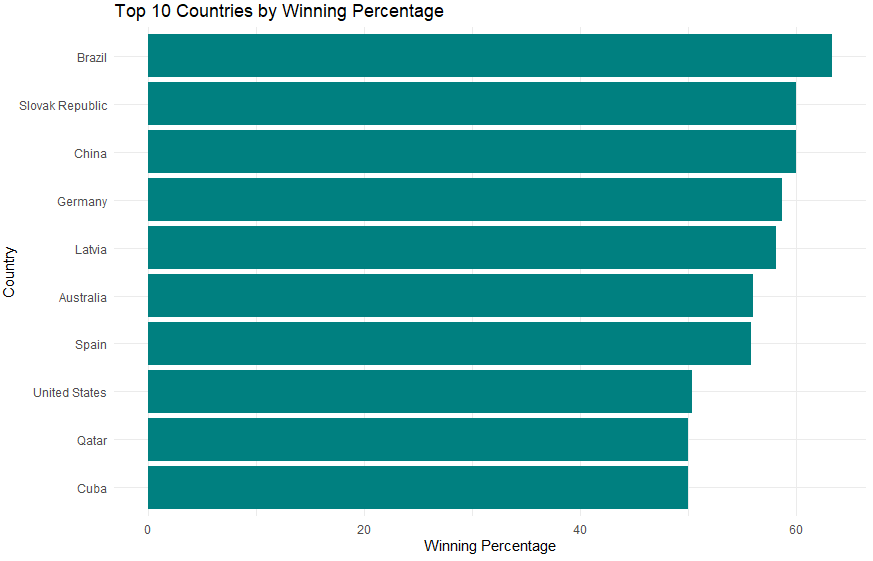 Top 10 Countries by Winning Percentage
Country
Brazil
Slovak Republic
China
Germany
Latvia
Australia
Spain
United States
Qatar
Cuba
0 20 40 60
Winning Percentage